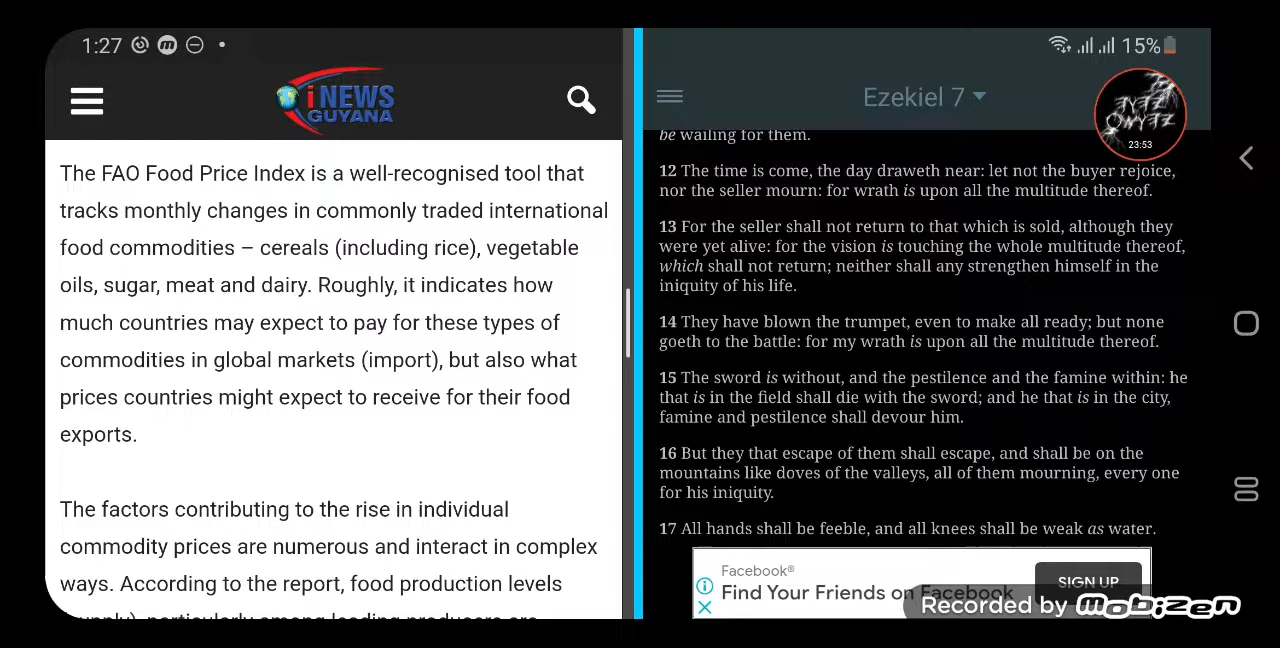 1:27
15%
iNEWS
GUYANA
The FAO Food Price Index is a well-recognised tool that
tracks monthly changes in commonly traded international
food commodities – cereals (including rice), vegetable
oils, sugar, meat and dairy. Roughly, it indicates how
much countries may expect to pay for these types of
commodities in global markets (import), but also what
prices countries might expect to receive for their food
exports.
The factors contributing to the rise in individual
commodity prices are numerous and interact in complex
ways. According to the report, food production levels
(supply), particularly among leading producers are
Ezekiel 7
23:53
be wailing for them.
12 The time is come, the day draweth near: let not the buyer rejoice,
nor the seller mourn: for wrath is upon all the multitude thereof.
13 For the seller shall not return to that which is sold, although they
were yet alive: for the vision is touching the whole multitude thereof,
which shall not return; neither shall any strengthen himself in the
iniquity of his life.
14 They have blown the trumpet, even to make all ready; but none
goeth to the battle: for my wrath is upon all the multitude thereof.
15 The sword is without, and the pestilence and the famine within: he
that is in the field shall die with the sword; and he that is in the city,
famine and pestilence shall devour him.
16 But they that escape of them shall escape, and shall be on the
mountains like doves of the valleys, all of them mourning, every one
for his iniquity.
17 All hands shall be feeble, and all knees shall be weak as water.
Facebook®
Find Your Friends on Facebook
SIGN UP
Recorded by mobizen